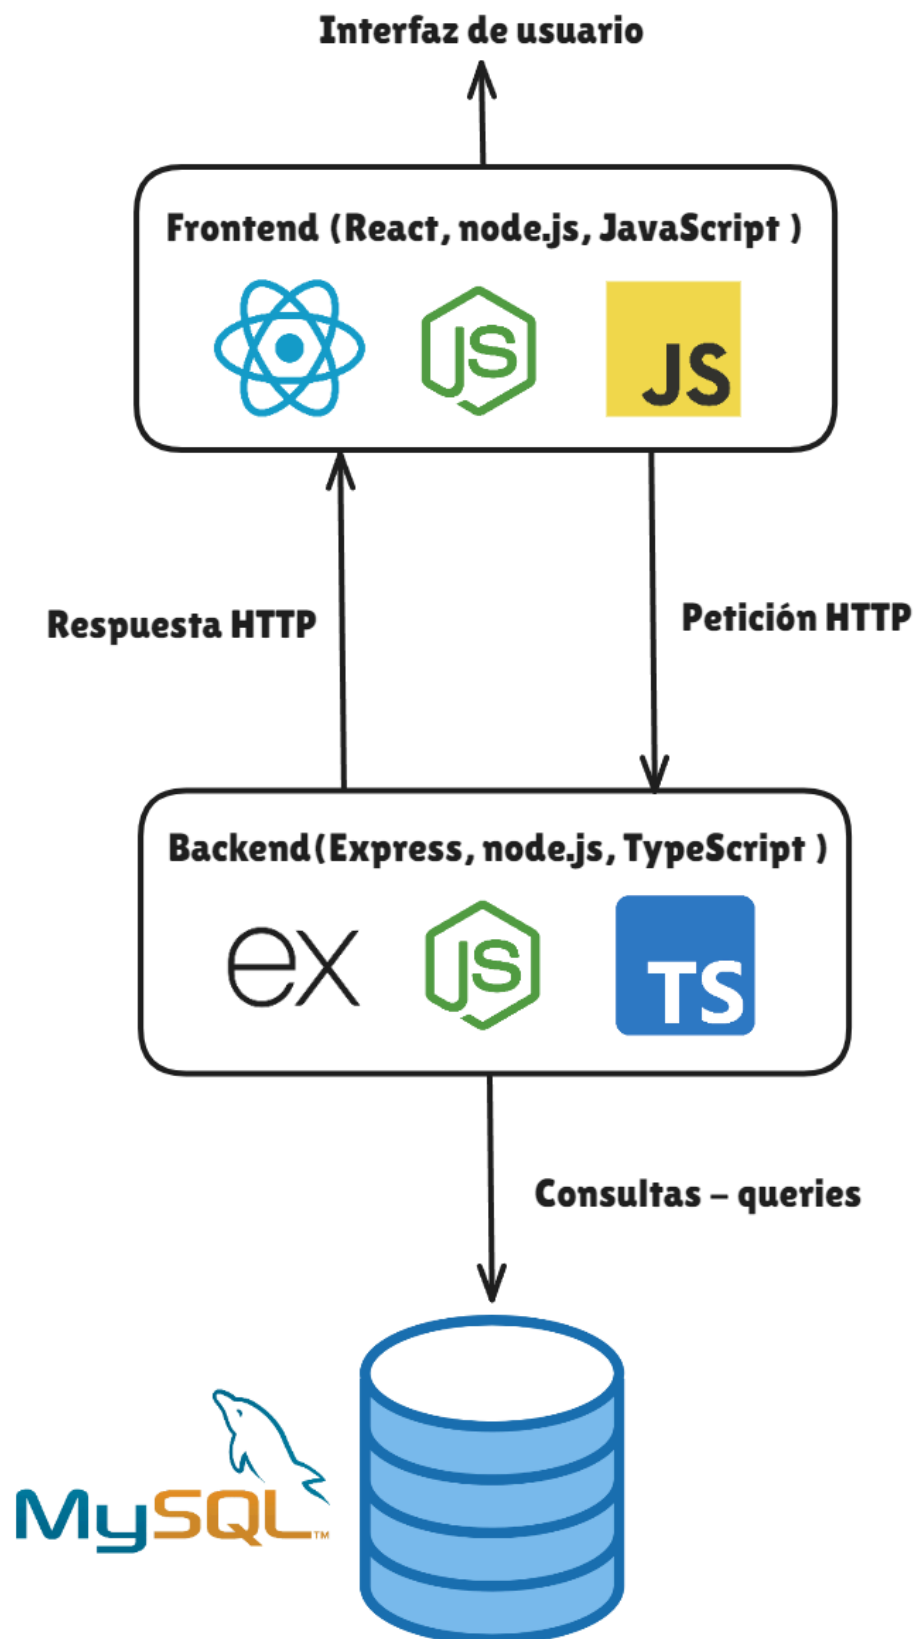 Interfaz de usuario
Frontend (React, node.js, JavaScript )
JS
JS
Respuesta HTTP
Petición HTTP
Backend(Express, node.js, TypeScript )
ex
JS
TS
Consultas – queries
MySQL™